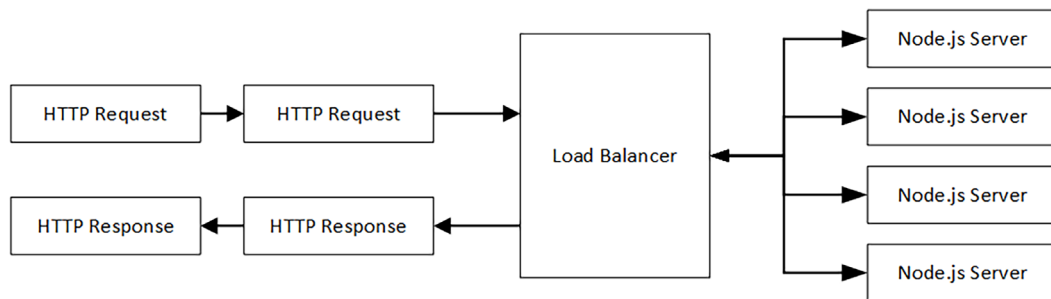 Node.js Server
HTTP Request
HTTP Request
Node.js Server
Load Balancer
Node.js Server
HTTP Response
HTTP Response
Node.js Server